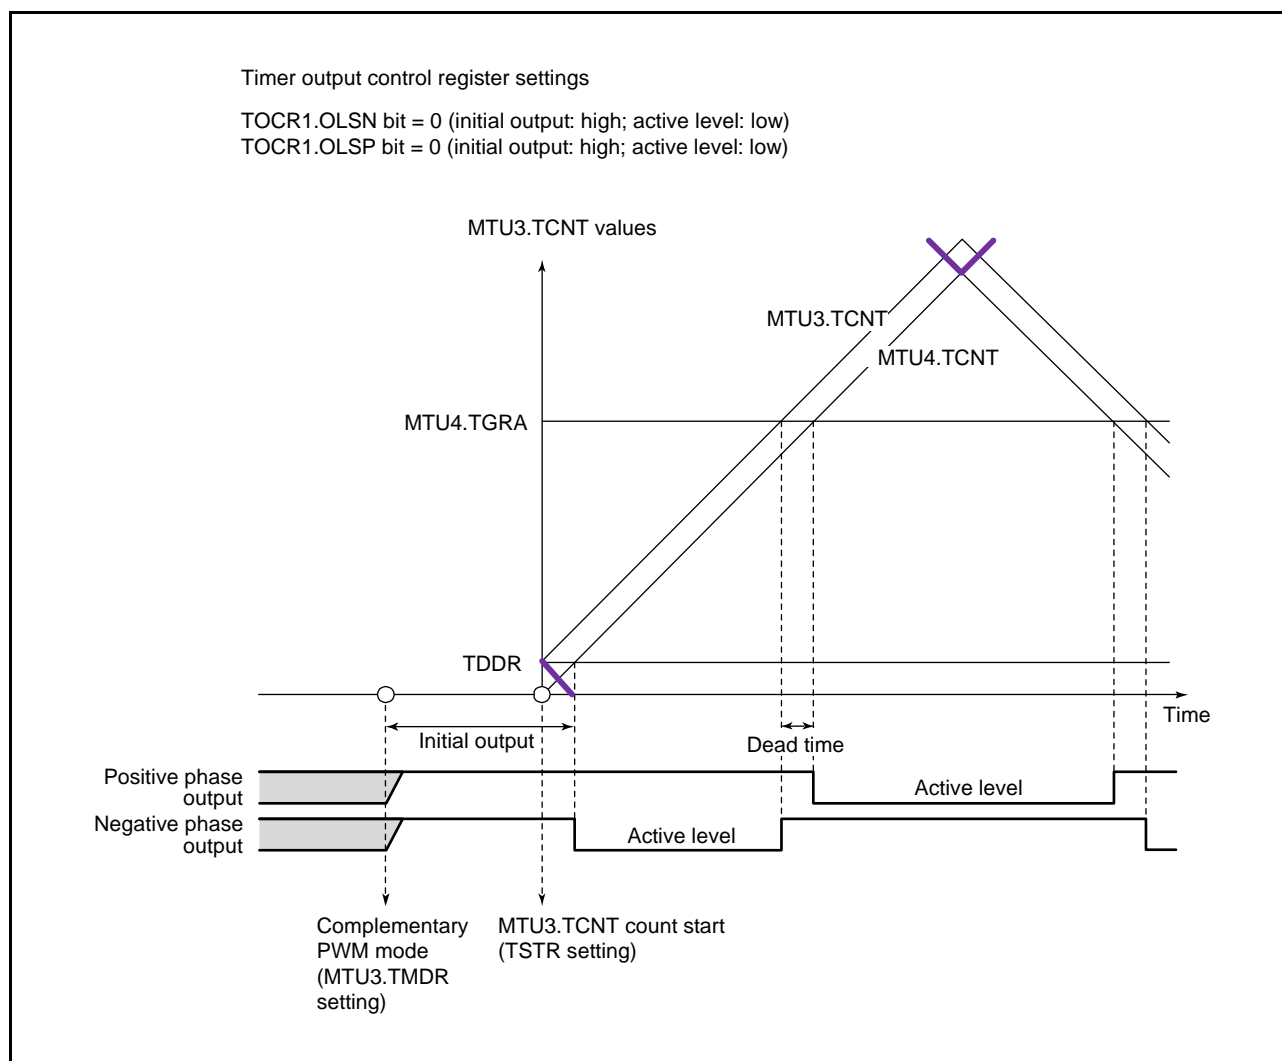 Timer output control register settings
TOCR1.OLSN bit = 0 (initial output: high; active level: low)
TOCR1.OLSP bit = 0 (initial output: high; active level: low)
MTU3.TCNT values
MTU3.TCNT
MTU4.TCNT
MTU4.TGRA
TDDR
Time
Initial output
Dead time
Positive phase
output
Active level
Negative phase
output
Active level
Complementary
PWM mode
(MTU3.TMDR
setting)
MTU3.TCNT count start
(TSTR setting)